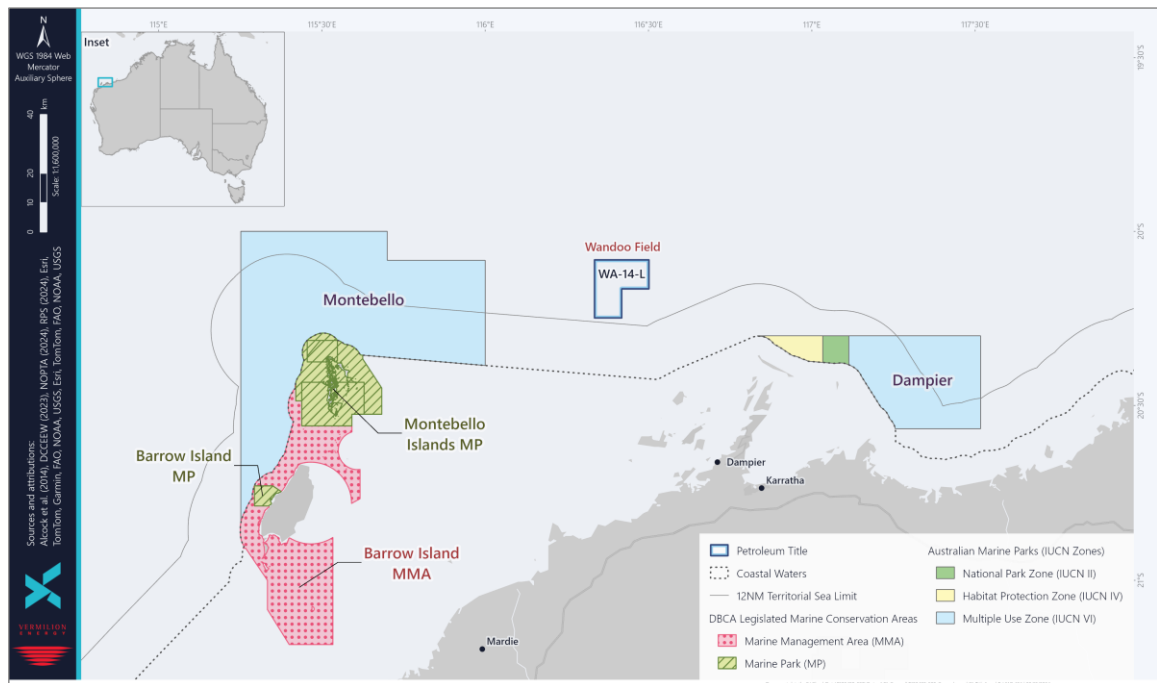 N
WGS 1984 Web
Mercator
Auxiliary Sphere
km
40
20
10
0
Scale: 1:1,600,000
Sources and attributions:
Alcock et al. (2014), DCCEEW (2023), NOPTA (2024), RPS (2024), Esri,
TomTom, Garmin, FAO, NOAA, USGS, Esri, TomTom, FAO, NOAA, USGS
VERMILION
ENERGY
Inset
115°E
115°30'E
116°E
116°30'E
117°E
117°30'E
19°30'S
20°S
20°30'S
21°S
Wandoo Field
WA-14-L
Montebello
Dampier
Montebello
Islands MP
Barrow Island
MP
Barrow Island
MMA
Dampier
Karratha
Mardie
Petroleum Title
Coastal Waters
12NM Territorial Sea Limit
DBCA Legislated Marine Conservation Areas
Marine Management Area (MMA)
Marine Park (MP)
Australian Marine Parks (IUCN Zones)
National Park Zone (IUCN II)
Habitat Protection Zone (IUCN IV)
Multiple Use Zone (IUCN VI)